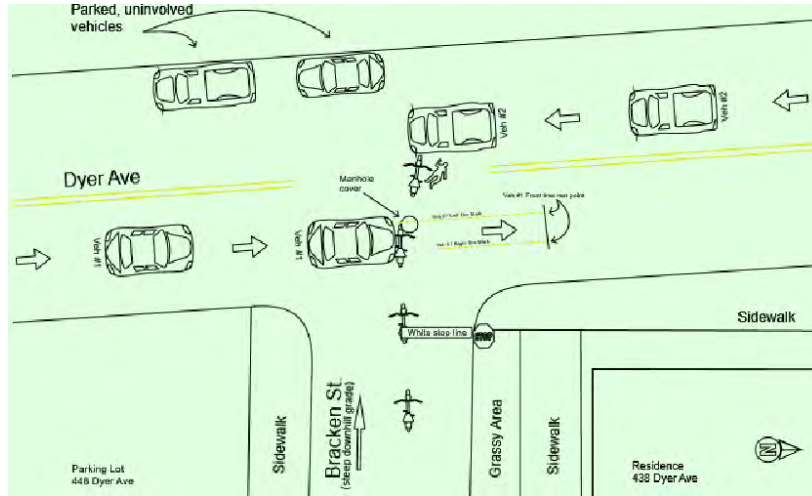 Parked, uninvolved
vehicles
Veh #2
Veh #2
Dyer Ave
Manhole
cover
Veh #1 Front tires rest point
Veh #1
Veh #1
White stop line
STOP
Sidewalk
Bracken St.
(steep downhill grade)
Sidewalk
Grassy Area
Sidewalk
Parking Lot
448 Dyer Ave
Residence
438 Dyer Ave
N